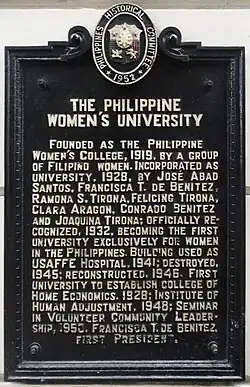 PHILIPPINES HISTORICAL COMMITTEE
1952
THE PHILIPPINE
WOMEN'S UNIVERSITY
FOUNDED AS THE PHILIPPINE
WOMEN'S COLLEGE, 1919, BY A GROUP
OF FILIPINO WOMEN. INCORPORATED AS
UNIVERSITY, 1928, BY JOSE ABAD
SANTOS, FRANCISCA T. DE BENITEZ,
RAMONA S. TIRONA, FELICING TIRONA,
CLARA ARAGON, CONRADO BENITEZ
AND JOAQUINA TIRONA; OFFICIALLY RE-
COGNIZED, 1932, BECOMING THE FIRST
UNIVERSITY EXCLUSIVELY FOR WOMEN
IN THE PHILIPPINES. BUILDING USED AS
USAFFE HOSPITAL, 1941; DESTROYED,
1945; RECONSTRUCTED, 1946. FIRST
UNIVERSITY TO ESTABLISH COLLEGE OF
HOME ECONOMICS, 1928; INSTITUTE OF
HUMAN ADJUSTMENT, 1948; SEMINAR
IN VOLUNTEER COMMUNITY LEADER-
SHIP, 1950. FRANCISCA T. DE BENITEZ,
FIRST PRESIDENT.